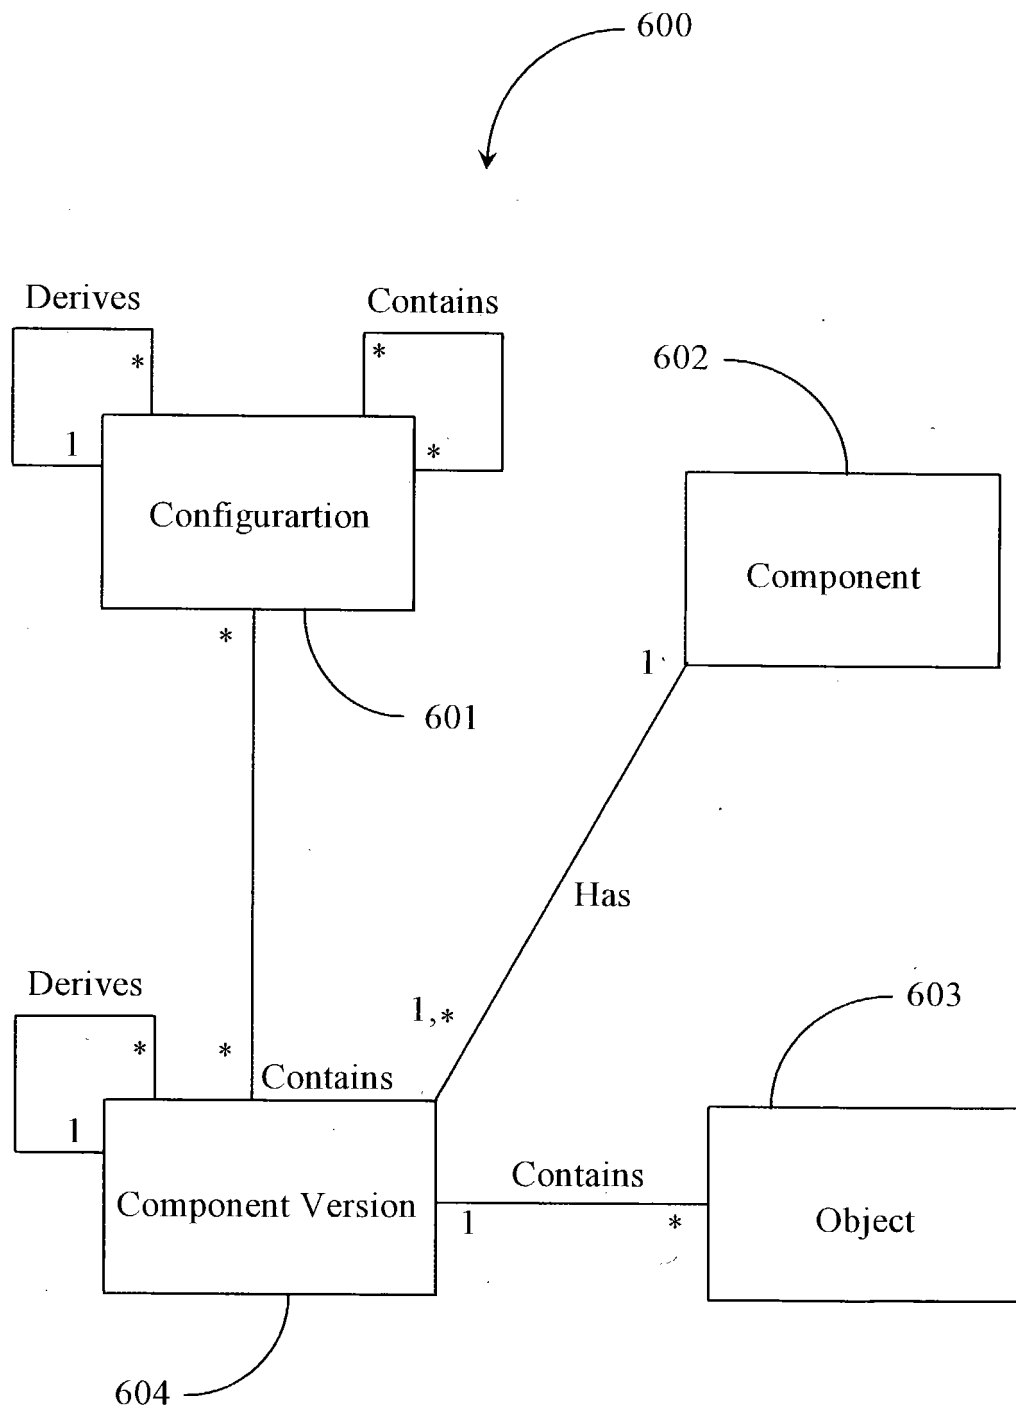 600
Derives
Contains
*
*
602
1
*
Configurartion
Component
*
1
601
Has
Derives
603
1,*
*
*
Contains
1
Contains
Component Version
1
*
Object
604